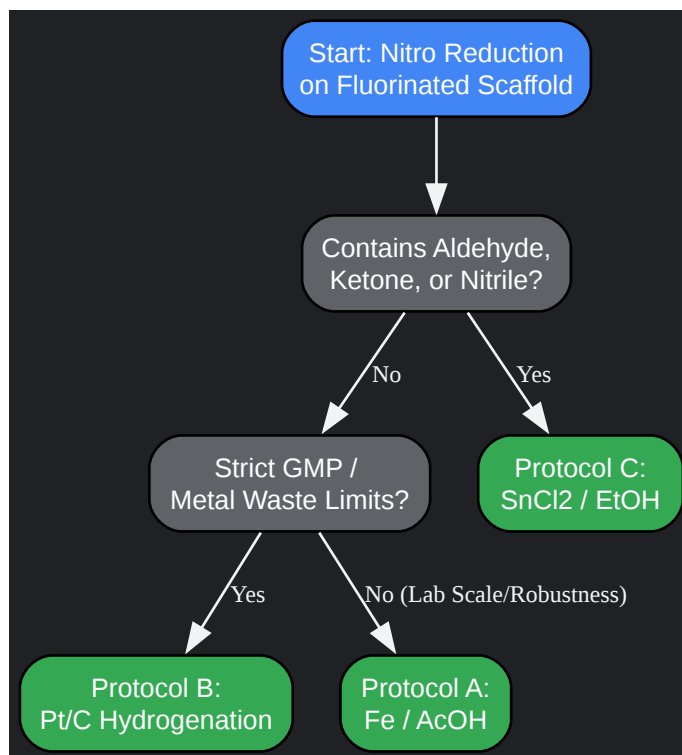 Start: Nitro Reduction
on Fluorinated Scaffold
Contains Aldehyde,
Ketone, or Nitrile?
No
Yes
Strict GMP /
Metal Waste Limits?
Protocol C:
SnCl2 / EtOH
Yes
No (Lab Scale/Robustness)
Protocol B:
Pt/C Hydrogenation
Protocol A:
Fe / AcOH